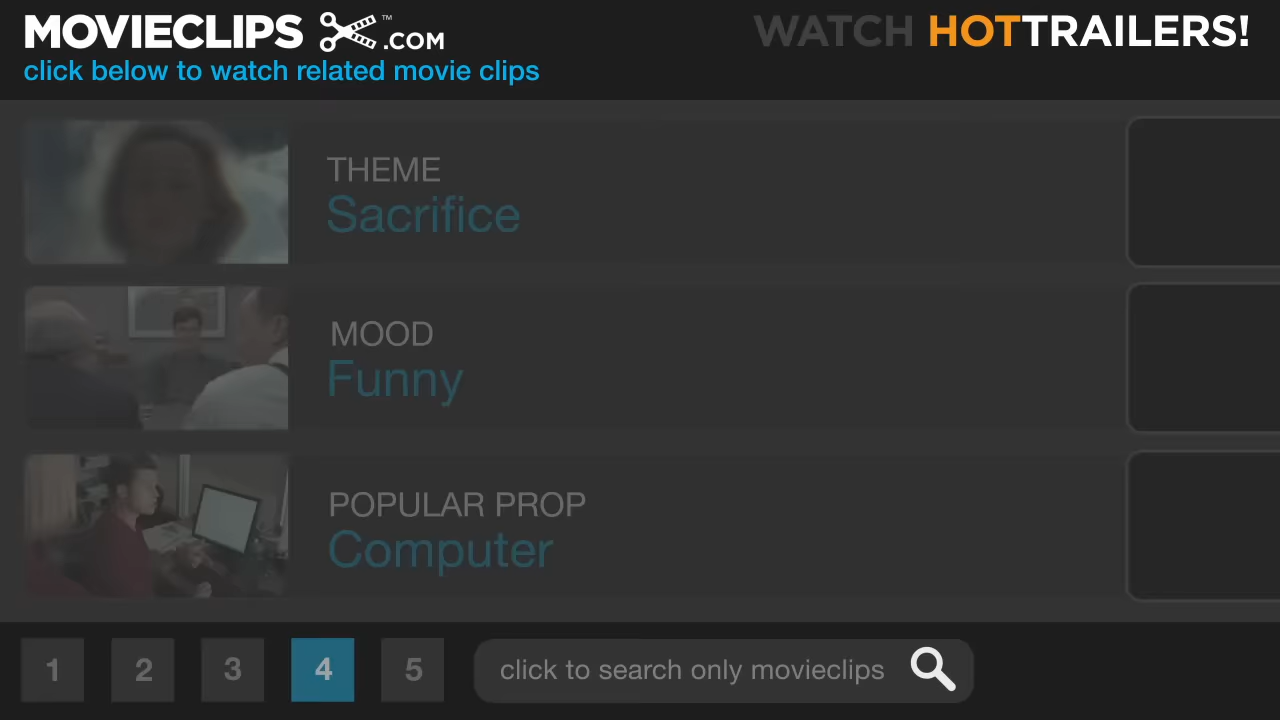 MOVIECLIPS ™ .COM
WATCH HOTTRAILERS!
click below to watch related movie clips
THEME
Sacrifice
MOOD
Funny
POPULAR PROP
Computer
1 2 3 4 5
click to search only movieclips